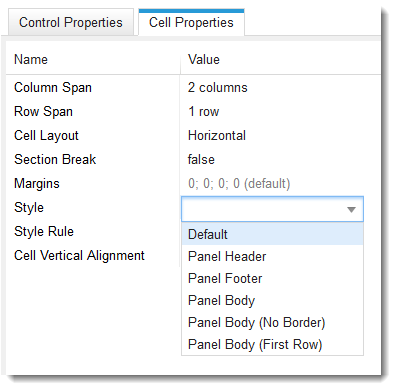 Control Properties Cell Properties
Name Value
Column Span 2 columns
Row Span 1 row
Cell Layout Horizontal
Section Break false
Margins 0; 0; 0; 0 (default)
Style
Style Rule Default
Cell Vertical Alignment Panel Header
Panel Footer
Panel Body
Panel Body (No Border)
Panel Body (First Row)